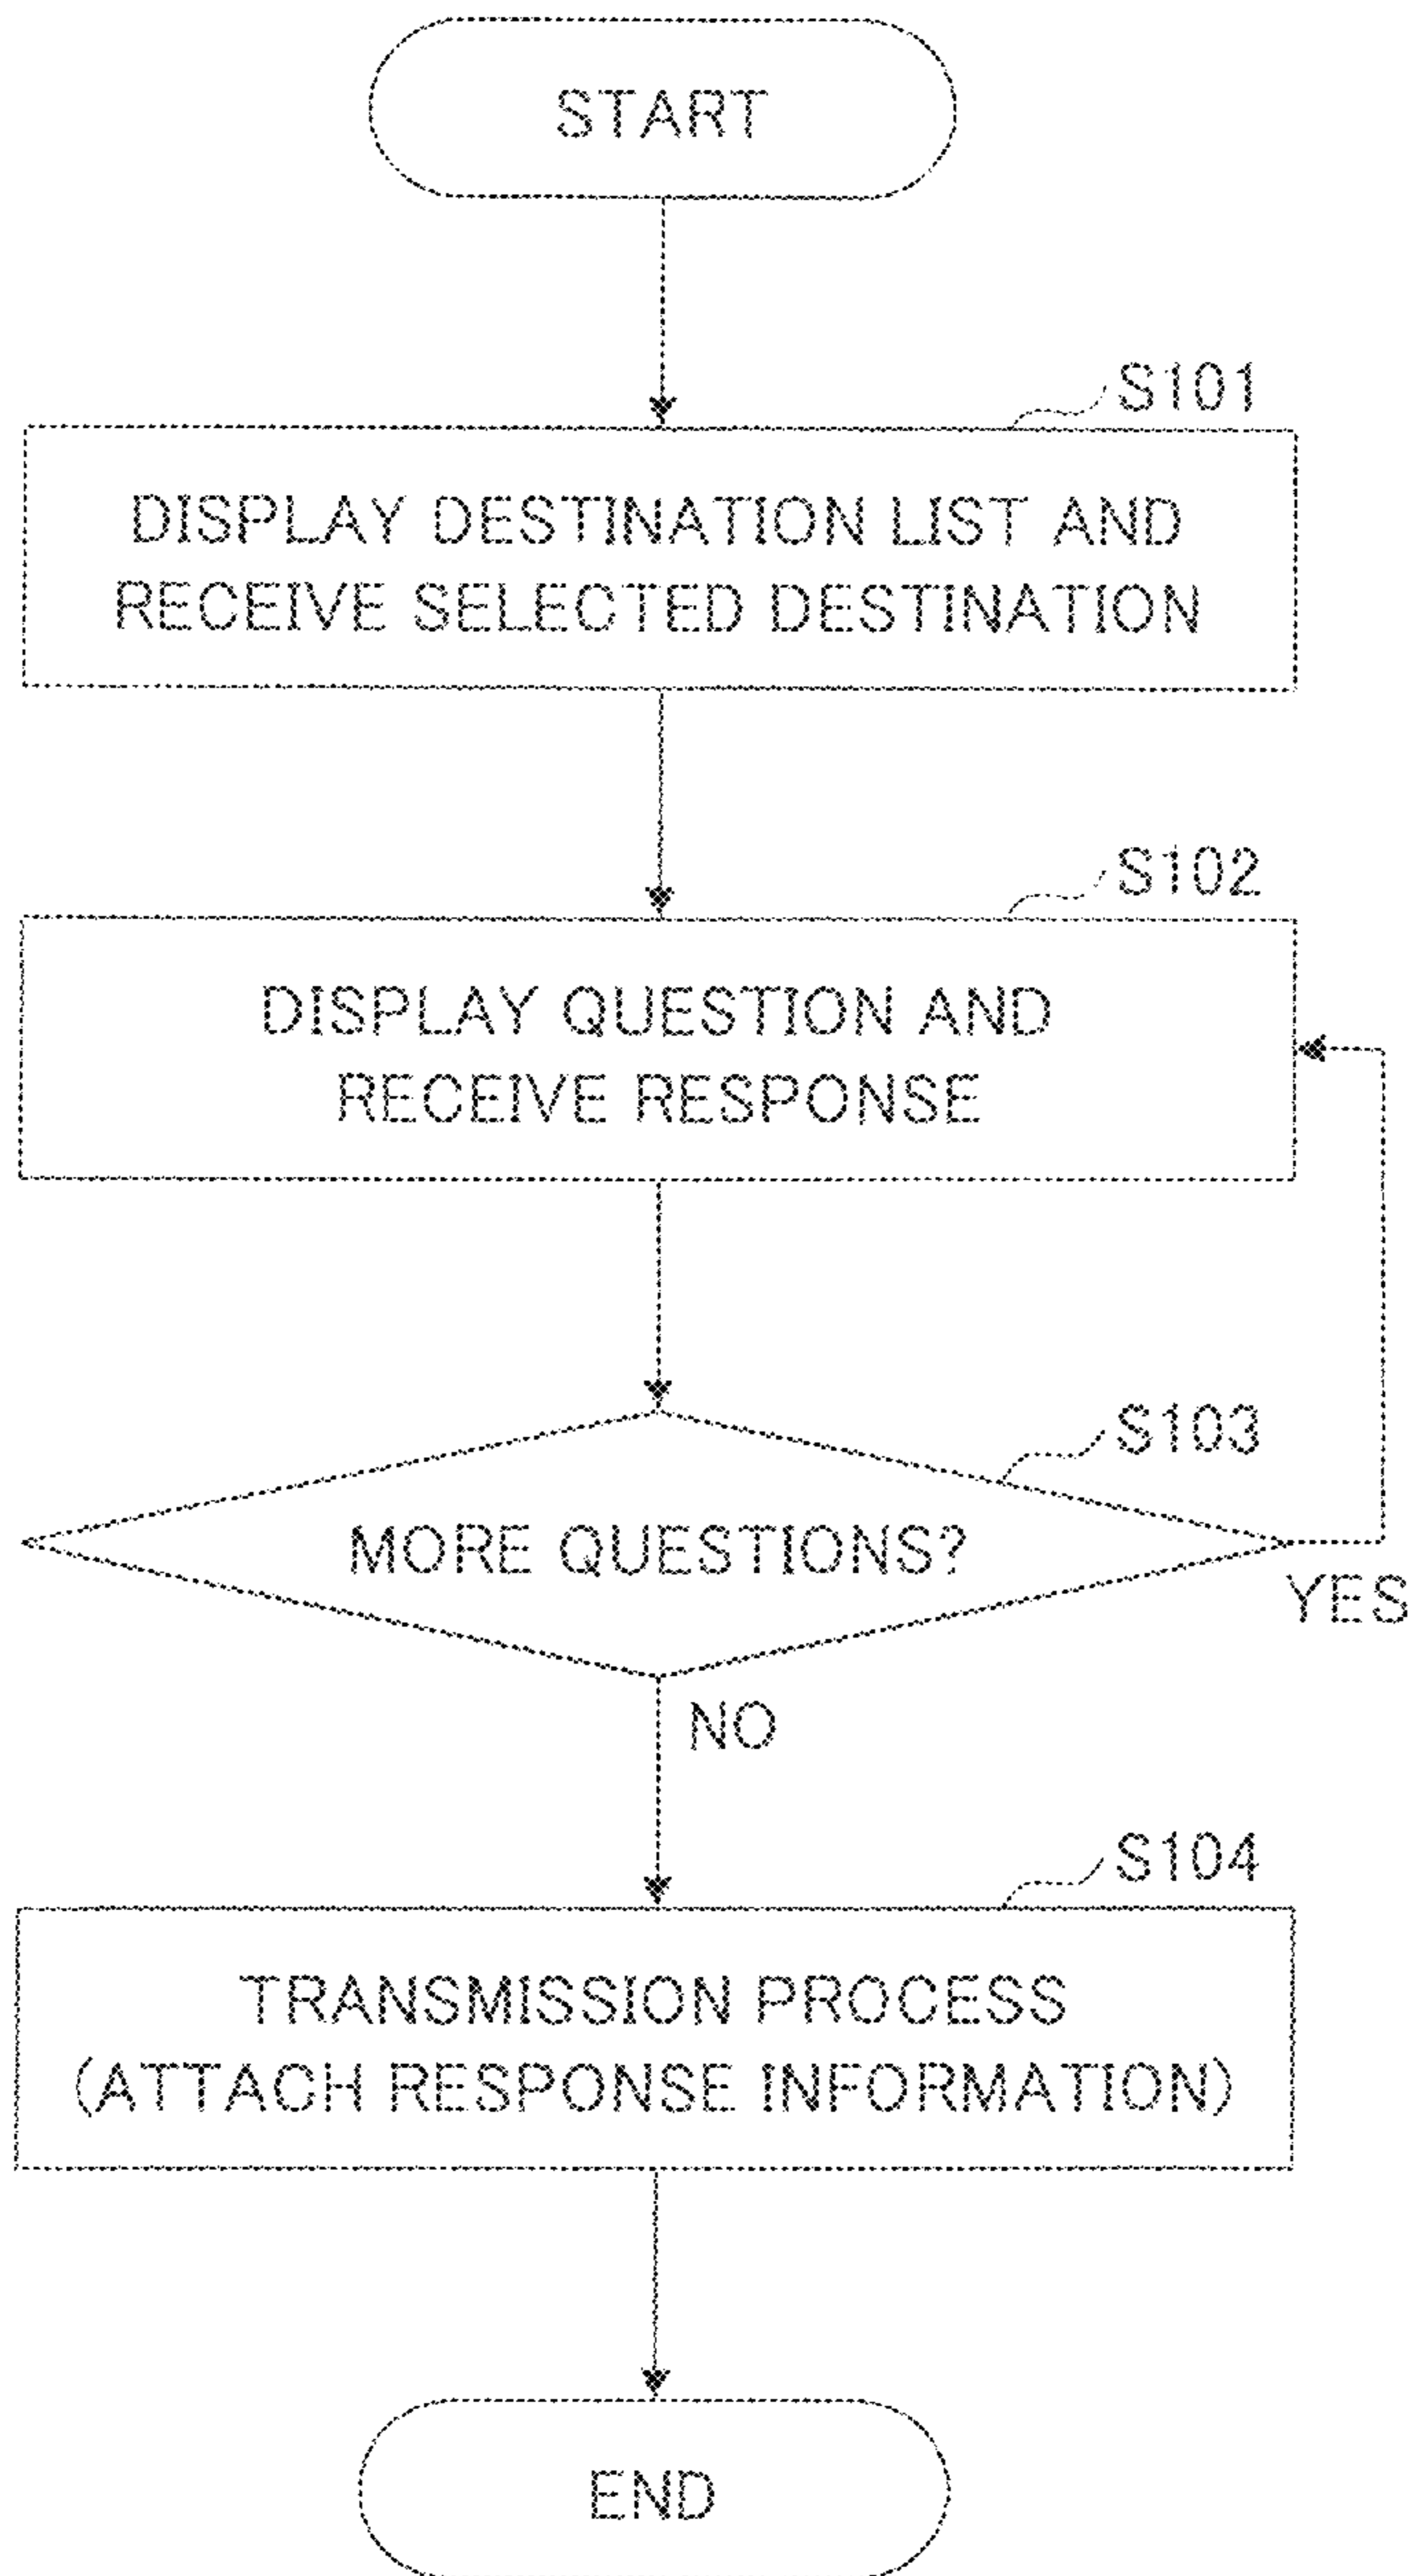 START
S101
DISPLAY DESTINATION LIST AND
RECEIVE SELECTED DESTINATION
S102
DISPLAY QUESTION AND
RECEIVE RESPONSE
S103
MORE QUESTIONS?
YES
NO
S104
TRANSMISSION PROCESS
(ATTACH RESPONSE INFORMATION)
END